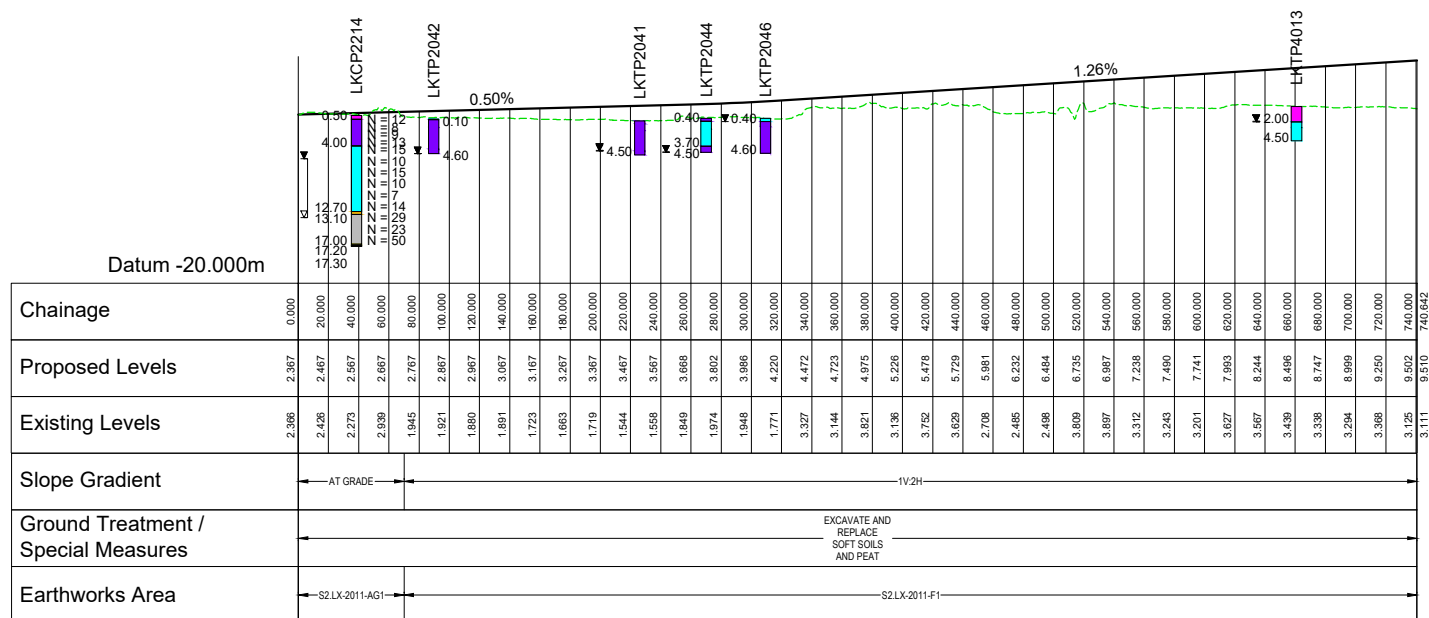 LKCP2214
LKTP2042
LKTP2041
LKTP2044
LKTP2046
LKTP4013
0.50%
1.26%
0.50
4.00
12.70
13.10
17.00
17.20
17.30
N = 12
N = 8
N = 9
N = 13
N = 15
N = 10
N = 15
N = 10
N = 7
N = 14
N = 29
N = 23
N = 50
0.10
4.60
4.50
0.40
3.70
4.50
0.40
4.60
2.00
4.50
Datum -20.000m
Chainage 0.000 20.000 40.000 60.000 80.000 100.000 120.000 140.000 160.000 180.000 200.000 220.000 240.000 260.000 280.000 300.000 320.000 340.000 360.000 380.000 400.000 420.000 440.000 460.000 480.000 500.000 520.000 540.000 560.000 580.000 600.000 620.000 640.000 660.000 680.000 700.000 720.000 740.000 740.642
Proposed Levels 2.367 2.467 2.567 2.667 2.767 2.867 2.967 3.067 3.167 3.267 3.367 3.467 3.567 3.668 3.802 3.986 4.220 4.472 4.723 4.975 5.226 5.478 5.729 5.981 6.232 6.484 6.735 6.987 7.238 7.490 7.741 7.993 8.244 8.496 8.747 8.999 9.250 9.502 9.510
Existing Levels 2.386 2.426 2.273 2.939 1.945 1.921 1.880 1.891 1.723 1.663 1.719 1.544 1.558 1.849 1.974 1.948 1.771 3.327 3.144 3.821 3.136 3.752 3.629 2.708 2.485 2.498 3.809 3.897 3.312 3.243 3.201 3.627 3.567 3.439 3.338 3.294 3.368 3.125 3.111
Slope Gradient AT GRADE 1V:2H
Ground Treatment /
Special Measures
EXCAVATE AND
REPLACE
SOFT SOILS
AND PEAT
Earthworks Area S2.LX-2011-AG1 S2.LX-2011-F1